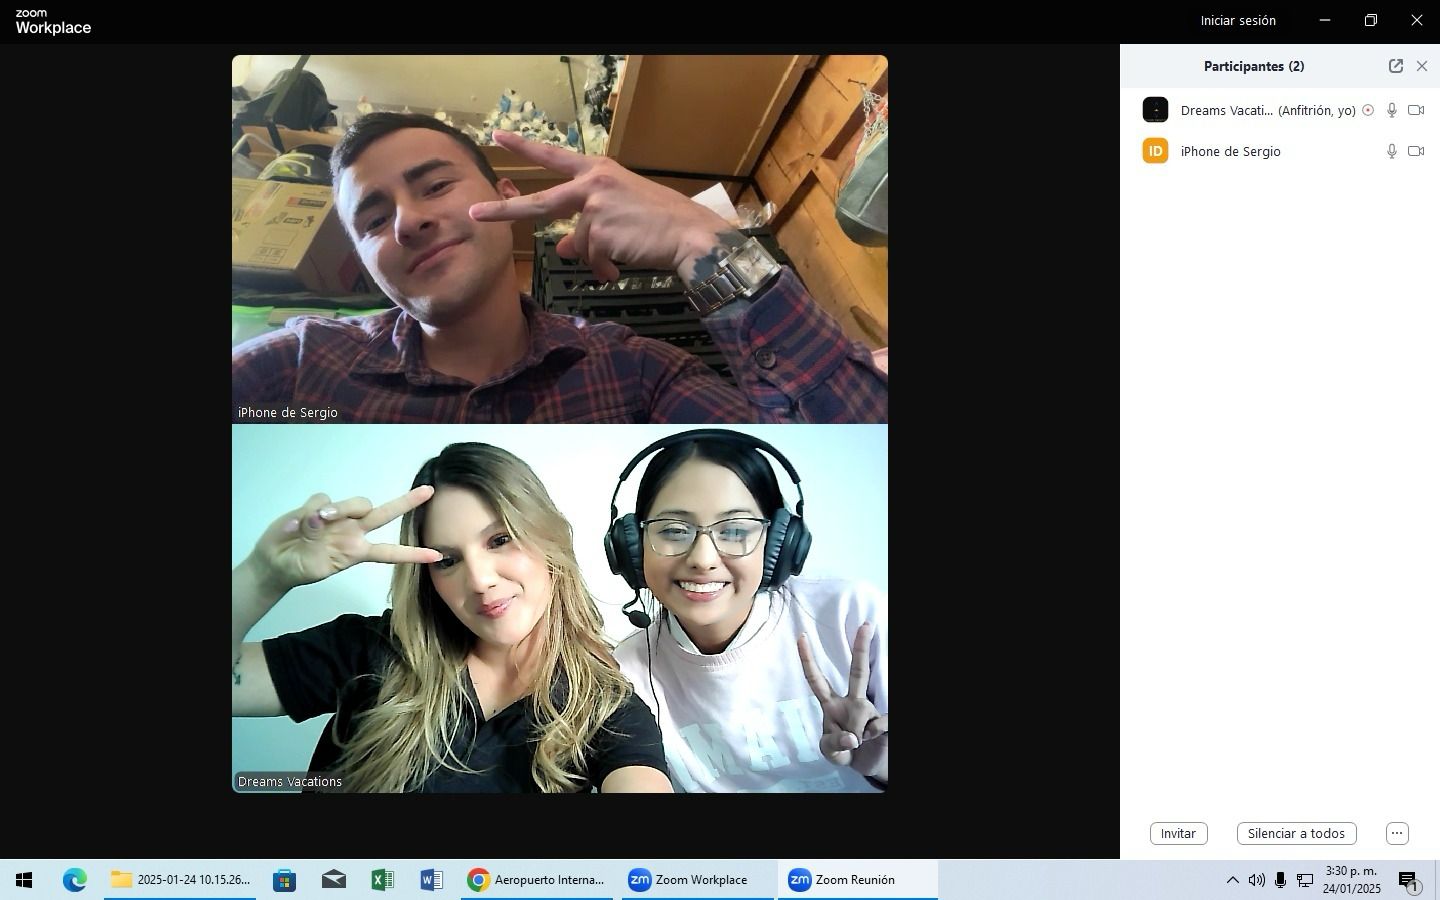 zoom
Workplace
Iniciar sesión
Participantes (2)
Dreams Vacati... (Anfitrión, yo)
ID
iPhone de Sergio
iPhone de Sergio
Dreams Vacations
Invitar
Silenciar a todos
...
2025-01-24 10.15.26...
Aeropuerto Interna...
zm
Zoom Workplace
zm
Zoom Reunión
3:30 p. m.
24/01/2025
1